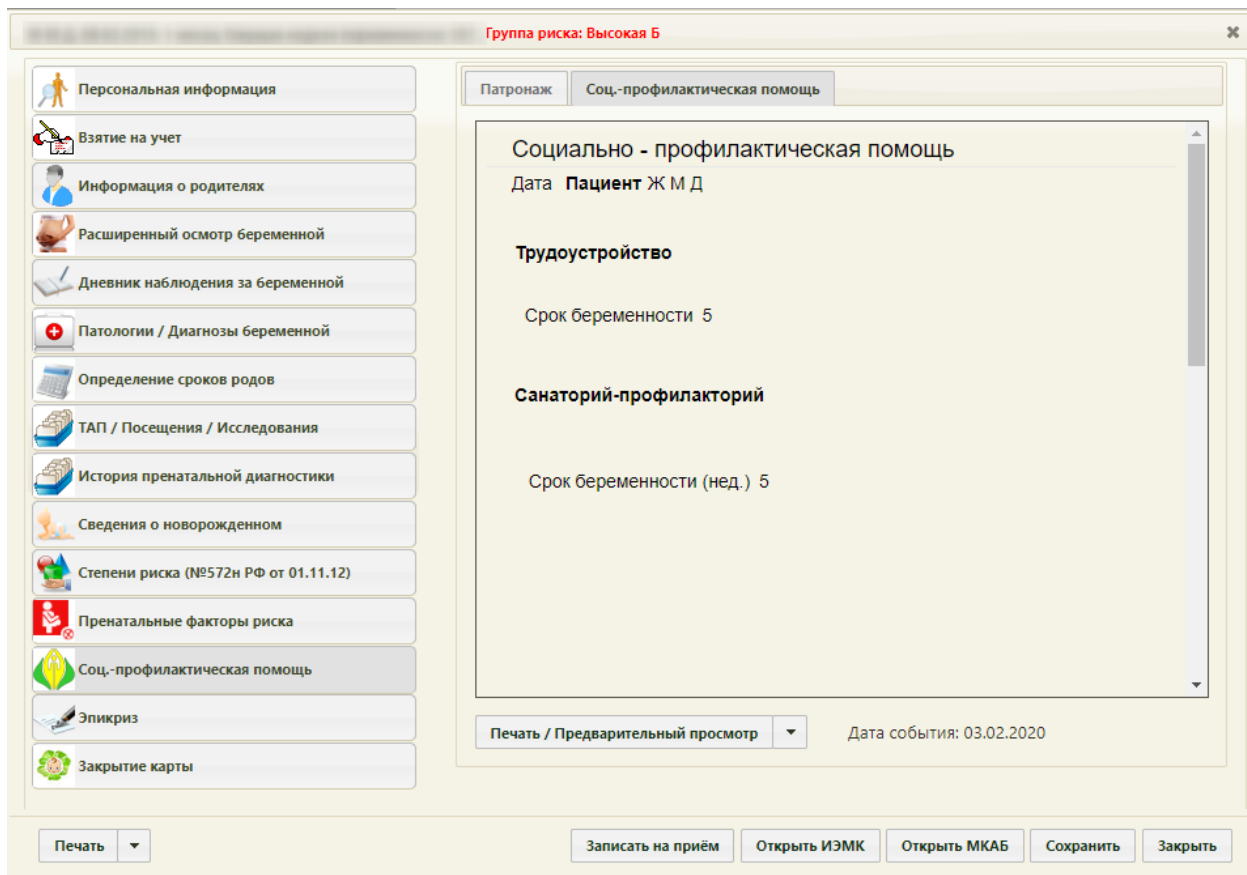 Группа риска: Высокая Б
Персональная информация
Взятие на учет
Информация о родителях
Расширенный осмотр беременной
Дневник наблюдения за беременной
Патологии / Диагнозы беременной
Определение сроков родов
ТАП / Посещения / Исследования
История пренатальной диагностики
Сведения о новорожденном
Степени риска (№572н РФ от 01.11.12)
Пренатальные факторы риска
Соц.-профилактическая помощь
Эпикриз
Закрытие карты
Патронаж Соц.-профилактическая помощь
Социально - профилактическая помощь
Дата Пациент Ж М Д
Трудоустройство
Срок беременности 5
Санаторий-профилакторий
Срок беременности (нед.) 5
Печать / Предварительный просмотр Дата события: 03.02.2020
Печать Записать на приём Открыть ИЭМК Открыть МКАБ Сохранить Закрыть